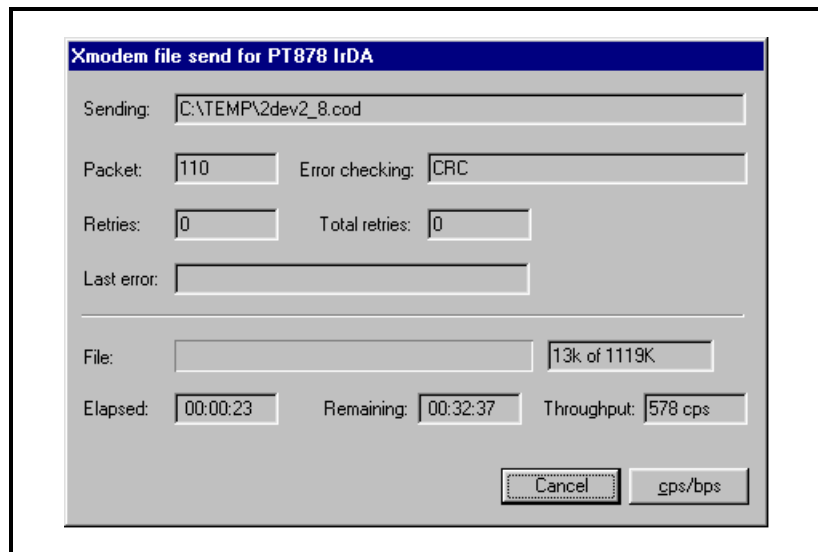 Xmodem file send for PT878 IrDA
Sending: C:\TEMP\2dev2_8.cod
Packet: 110 Error checking: CRC
Retries: 0 Total retries: 0
Last error:
File: 13k of 1119K
Elapsed: 00:00:23 Remaining: 00:32:37 Throughput: 578 cps
Cancel cps/bps